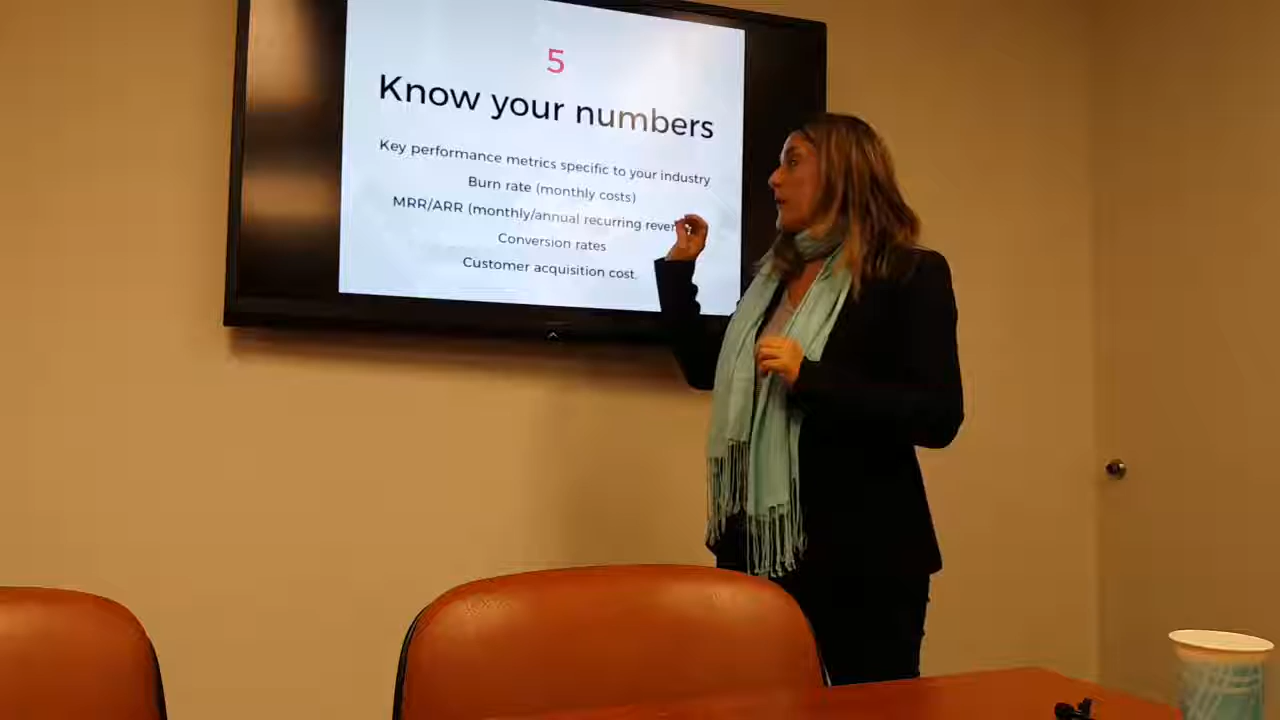 5
Know your numbers
Key performance metrics specific to your industry
Burn rate (monthly costs)
MRR/ARR (monthly/annual recurring
Conversion rates
Customer acquisition cost